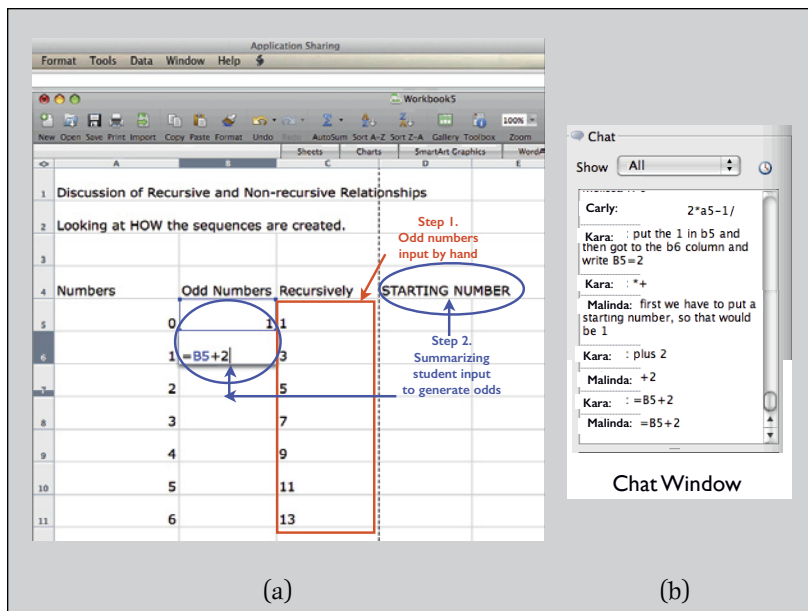 Application Sharing
Format Tools Data Window Help
Workbook5
100%
New Open Save Print Import Copy Paste Format Undo Redo AutoSum Sort A-Z Sort Z-A Gallery Toolbox Zoom
Sheets Charts SmartArt Graphics
A B C D E
1 Discussion of Recursive and Non-recursive Relationships
2 Looking at HOW the sequences are created.
Step 1.
Odd numbers
input by hand
3
4 Numbers Odd Numbers Recursively STARTING NUMBER
5 0 1 1
Step 2.
Summarizing
student input
to generate odds
6 1 =B5+2 3
7 2 5
8 3 7
9 4 9
10 5 11
11 6 13
(a)
Chat
Show All
Carly: 2*a5-1/
Kara: : put the 1 in b5 and
then got to the b6 column and
write B5=2
Kara: : *+
Malinda: first we have to put a
starting number, so that would
be 1
Kara: : plus 2
Malinda: +2
Kara: : =B5+2
Malinda: =B5+2
Chat Window
(b)